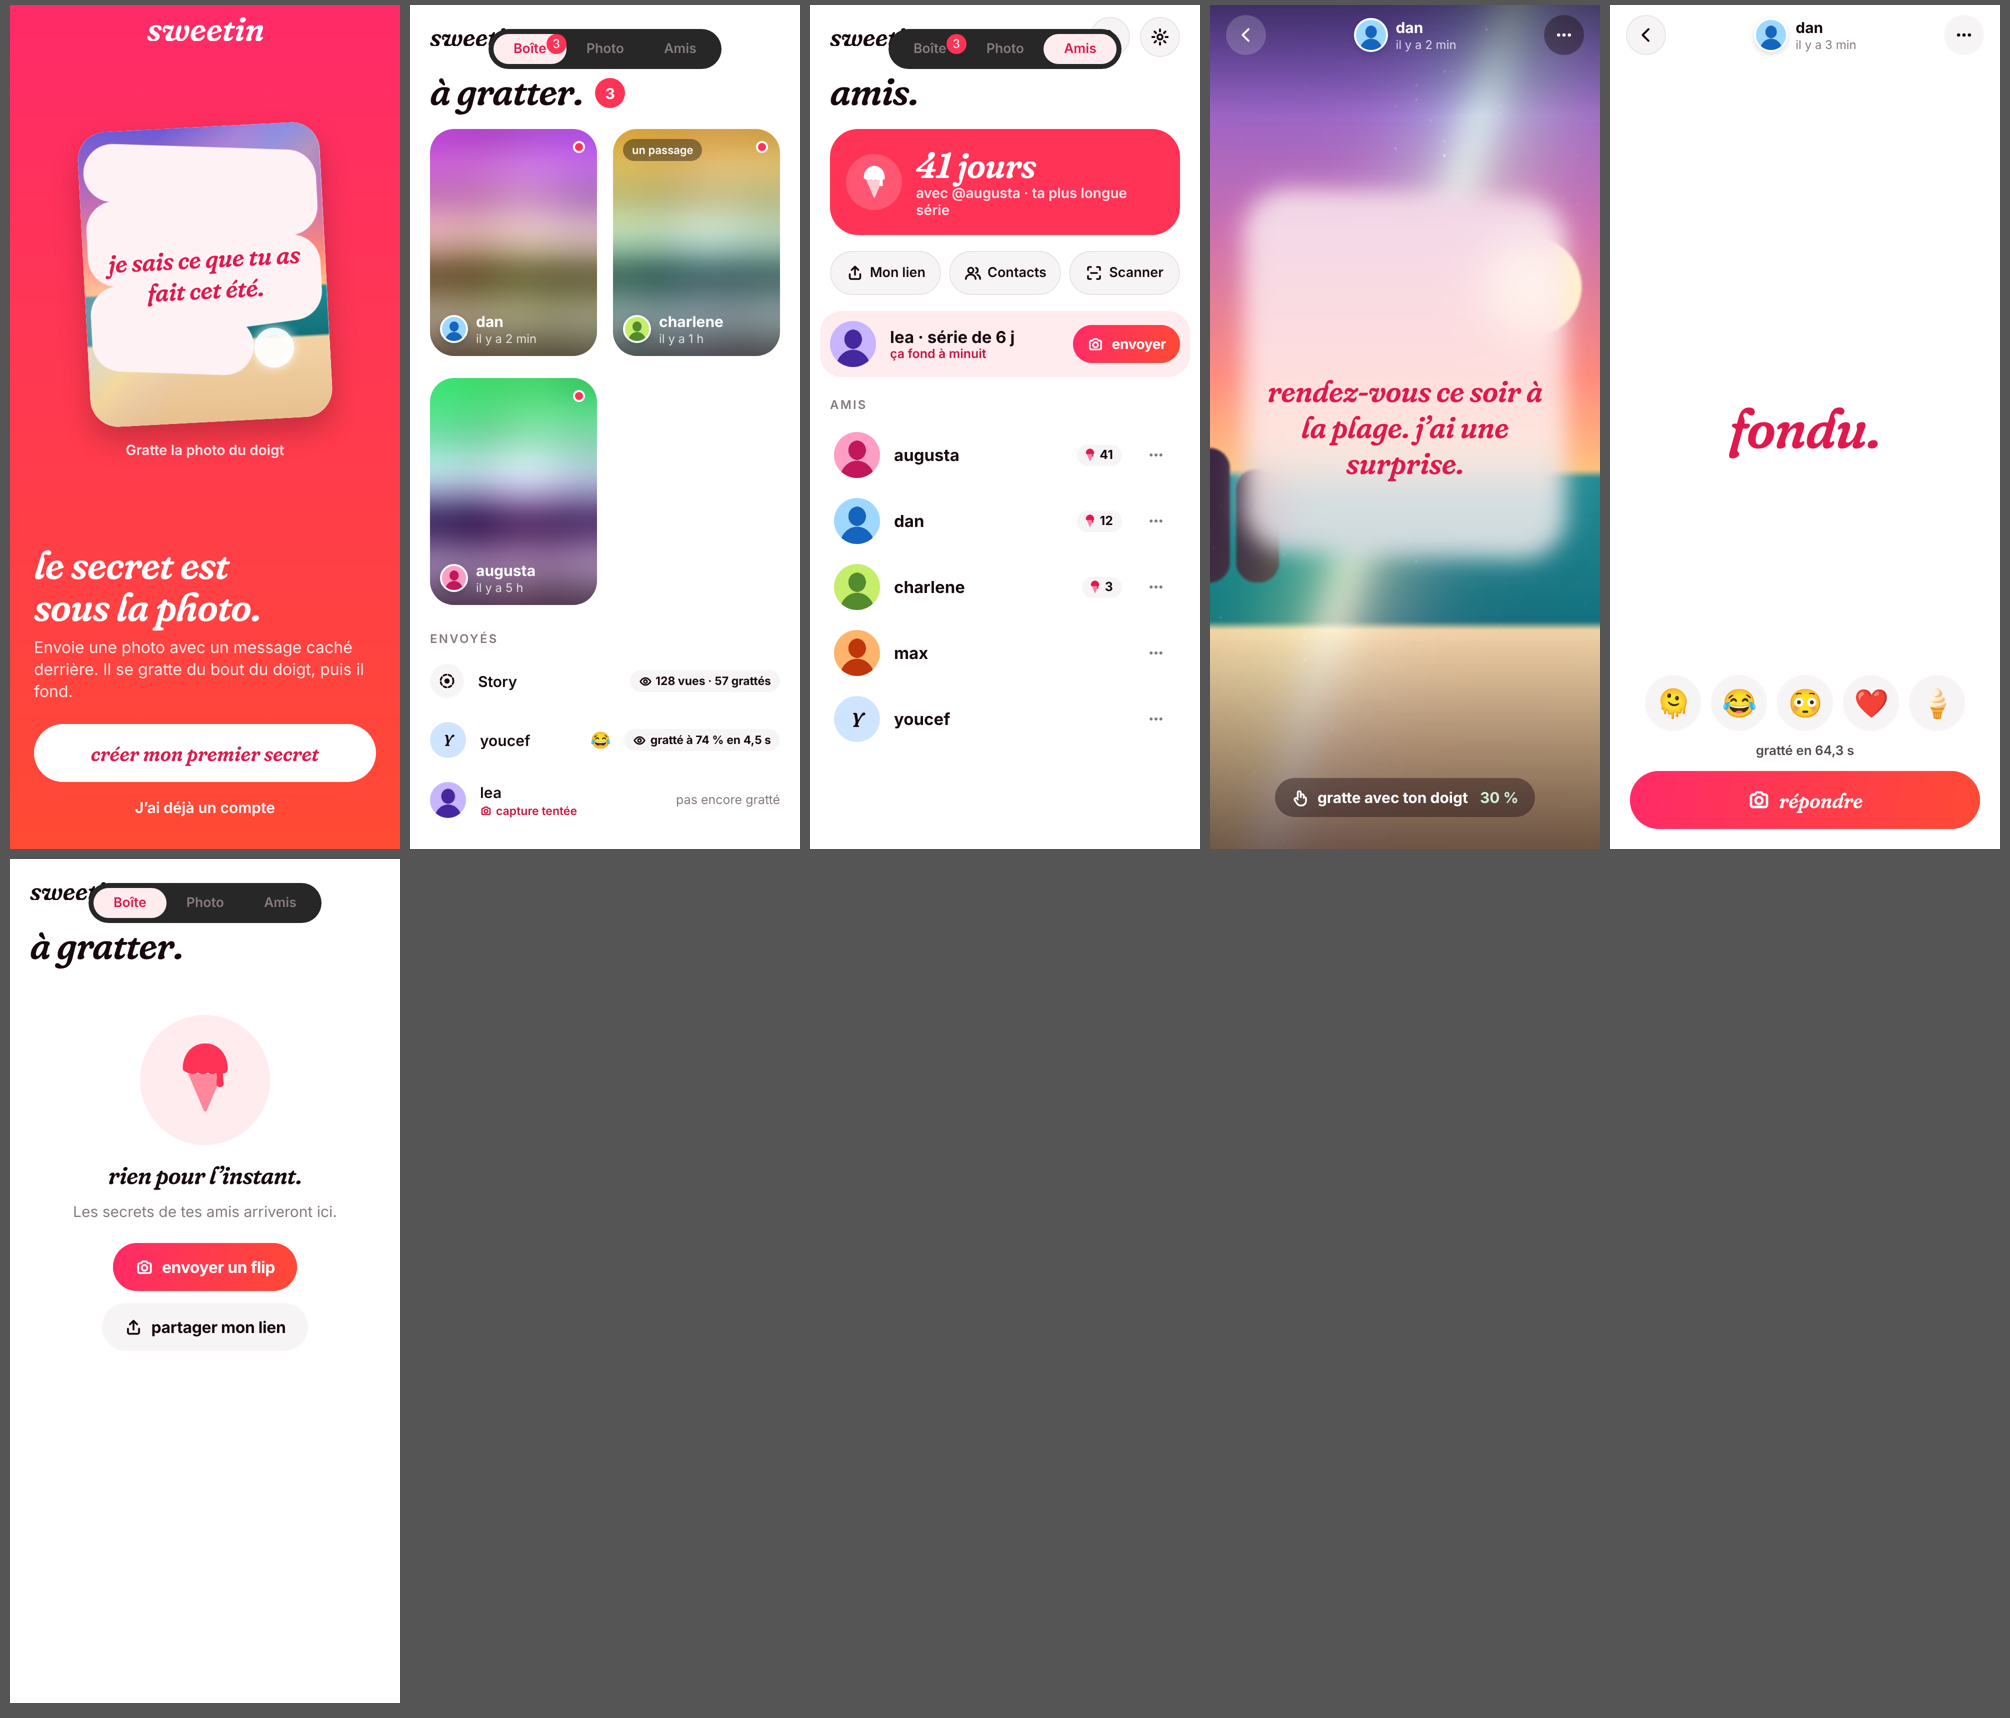 sweetin
je sais ce que tu as
fait cet été.
Gratte la photo du doigt
le secret est
sous la photo.
Envoie une photo avec un message caché
derrière. Il se gratte du bout du doigt, puis il
fond.
créer mon premier secret
J'ai déjà un compte
Boîte 3 Photo Amis
à gratter. 3
dan
il y a 2 min
un passage
charlene
il y a 1 h
augusta
il y a 5 h
ENVOYÉS
Story 128 vues · 57 grattés
Y youcef 😂 gratté à 74 % en 4,5 s
lea
capture tentée
pas encore gratté
Boîte 3 Photo Amis
amis.
41 jours
avec @augusta · ta plus longue
série
Mon lien Contacts Scanner
lea · série de 6 j
ça fond à minuit
envoyer
AMIS
augusta 41
dan 12
charlene 3
max
Y youcef
dan
il y a 2 min
rendez-vous ce soir à
la plage. j'ai une
surprise.
gratte avec ton doigt 30 %
dan
il y a 3 min
fondu.
🫠 😂 😳 ❤️ 🍦
gratté en 64,3 s
répondre
Boîte Photo Amis
à gratter.
rien pour l'instant.
Les secrets de tes amis arriveront ici.
envoyer un flip
partager mon lien